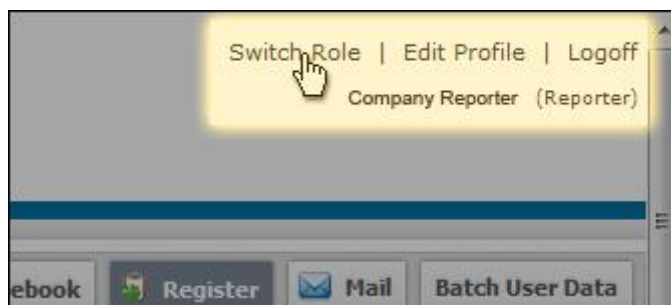 Switch Role | Edit Profile | Logoff
Company Reporter (Reporter)
ebook Register Mail Batch User Data